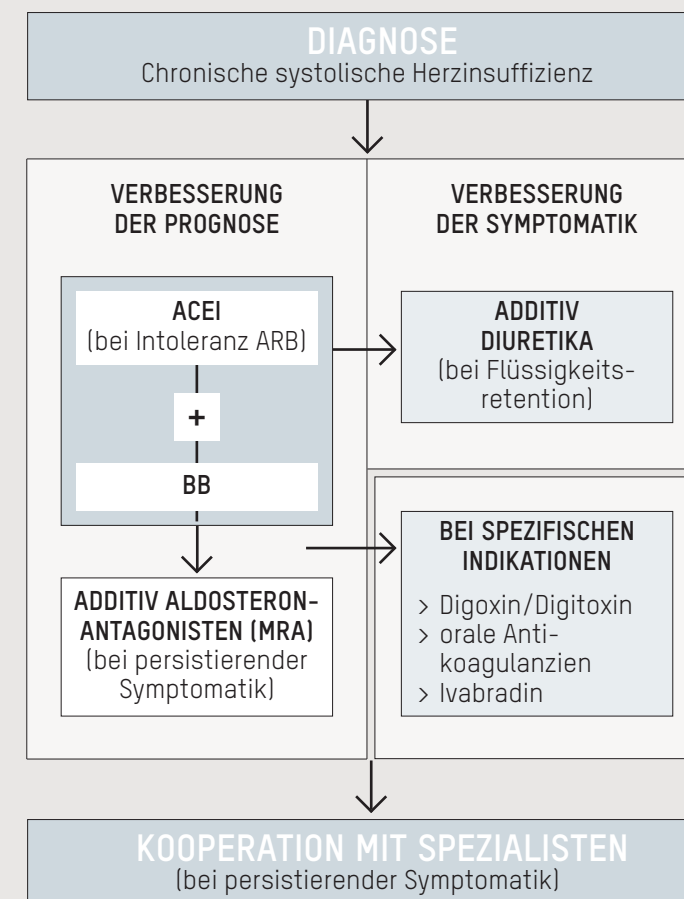 DIAGNOSE
Chronische systolische Herzinsuffizienz
VERBESSERUNG
DER PROGNOSE
ACEI
(bei Intoleranz ARB)
+
BB
ADDITIV ALDOSTERON-
ANTAGONISTEN (MRA)
(bei persistierender
Symptomatik)
VERBESSERUNG
DER SYMPTOMATIK
ADDITIV
DIURETIKA
(bei Flüssigkeits-
retention)
BEI SPEZIFISCHEN
INDIKATIONEN
> Digoxin/Digitoxin
> orale Anti-
koagulanzien
> Ivabradin
KOOPERATION MIT SPEZIALISTEN
(bei persistierender Symptomatik)